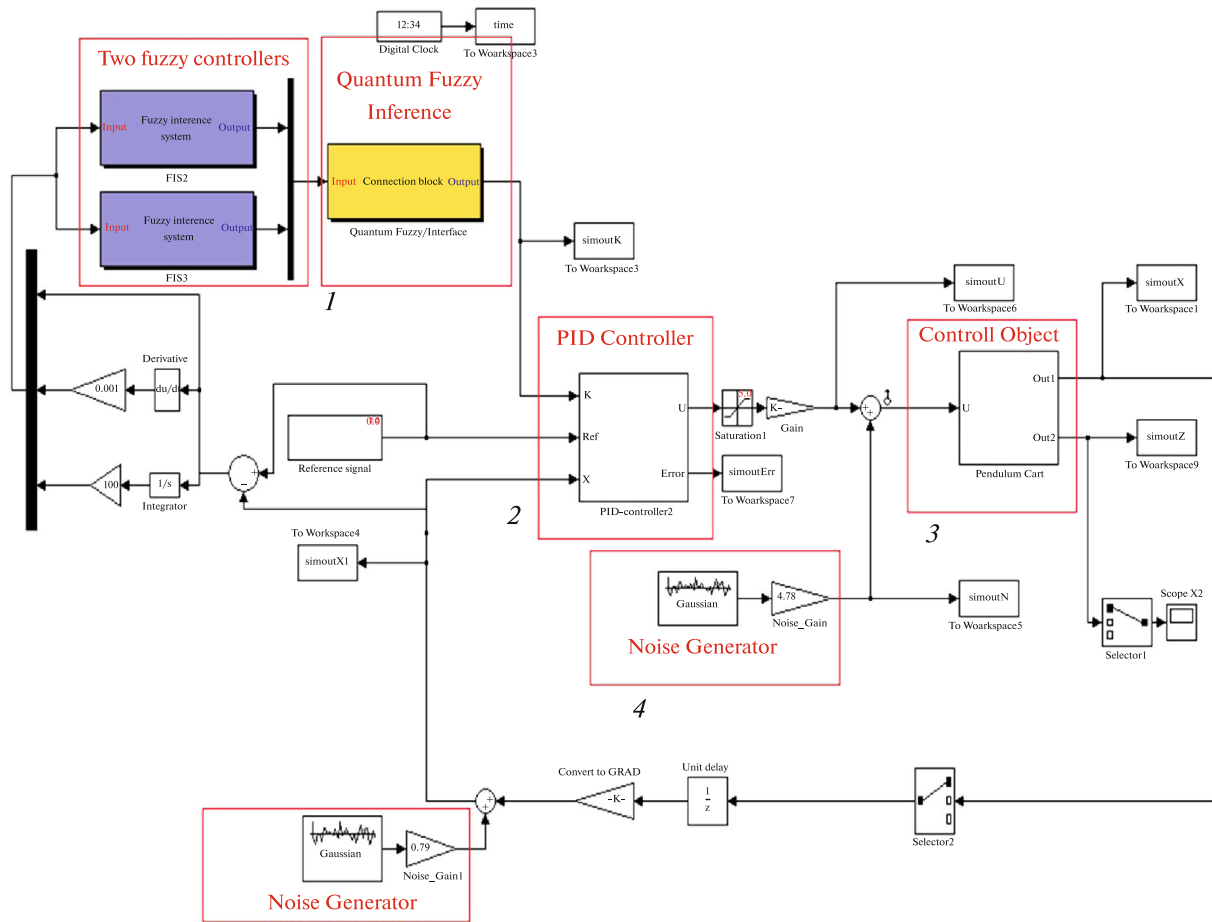 12:34
time
Digital Clock
To Woarkspace3
Two fuzzy controllers
Quantum Fuzzy
Inference
Input
Fuzzy interence
system
Output
FIS2
Input
Fuzzy interence
system
Output
FIS3
Input
Connection block
Output
Quantum Fuzzy/Interface
1
simoutK
To Woarkspace3
simoutU
To Woarkspace6
simoutX
To Woarkspace1
PID Controller
Controll Object
Derivative
0.001
du/dt
K
U
Ref
X
Error
PID-controller2
5.0
Saturation1
K-
Gain
+
+
U
Out1
Out2
Pendulum Cart
simoutZ
To Woarkspace9
Reference signal
+
−
100
1/s
Integrator
simoutErr
To Woarkspace7
2
3
To Workspace4
simoutX1
Gaussian
4.78
Noise_Gain
Noise Generator
4
simoutN
To Woarkspace5
Scope X2
Selector1
Convert to GRAD
-K-
Unit delay
1
z
Selector2
+
+
Gaussian
0.79
Noise_Gain1
Noise Generator